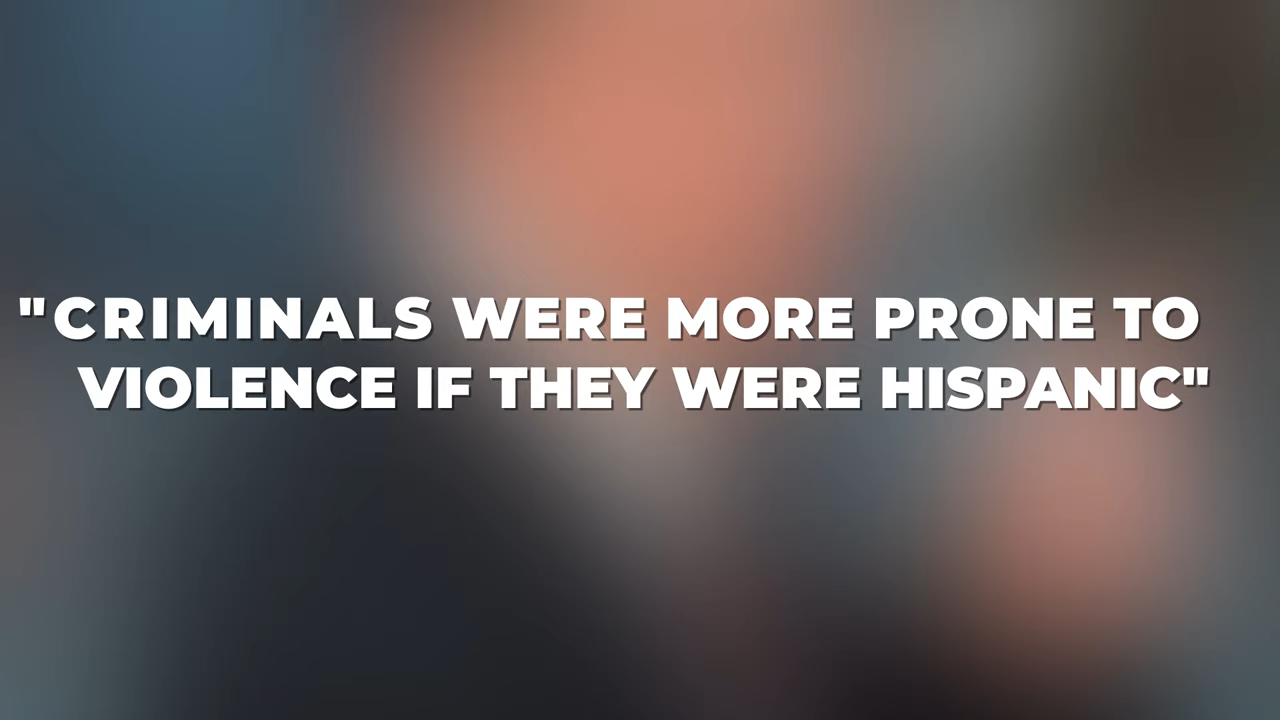 "CRIMINALS WERE MORE PRONE TO
VIOLENCE IF THEY WERE HISPANIC"